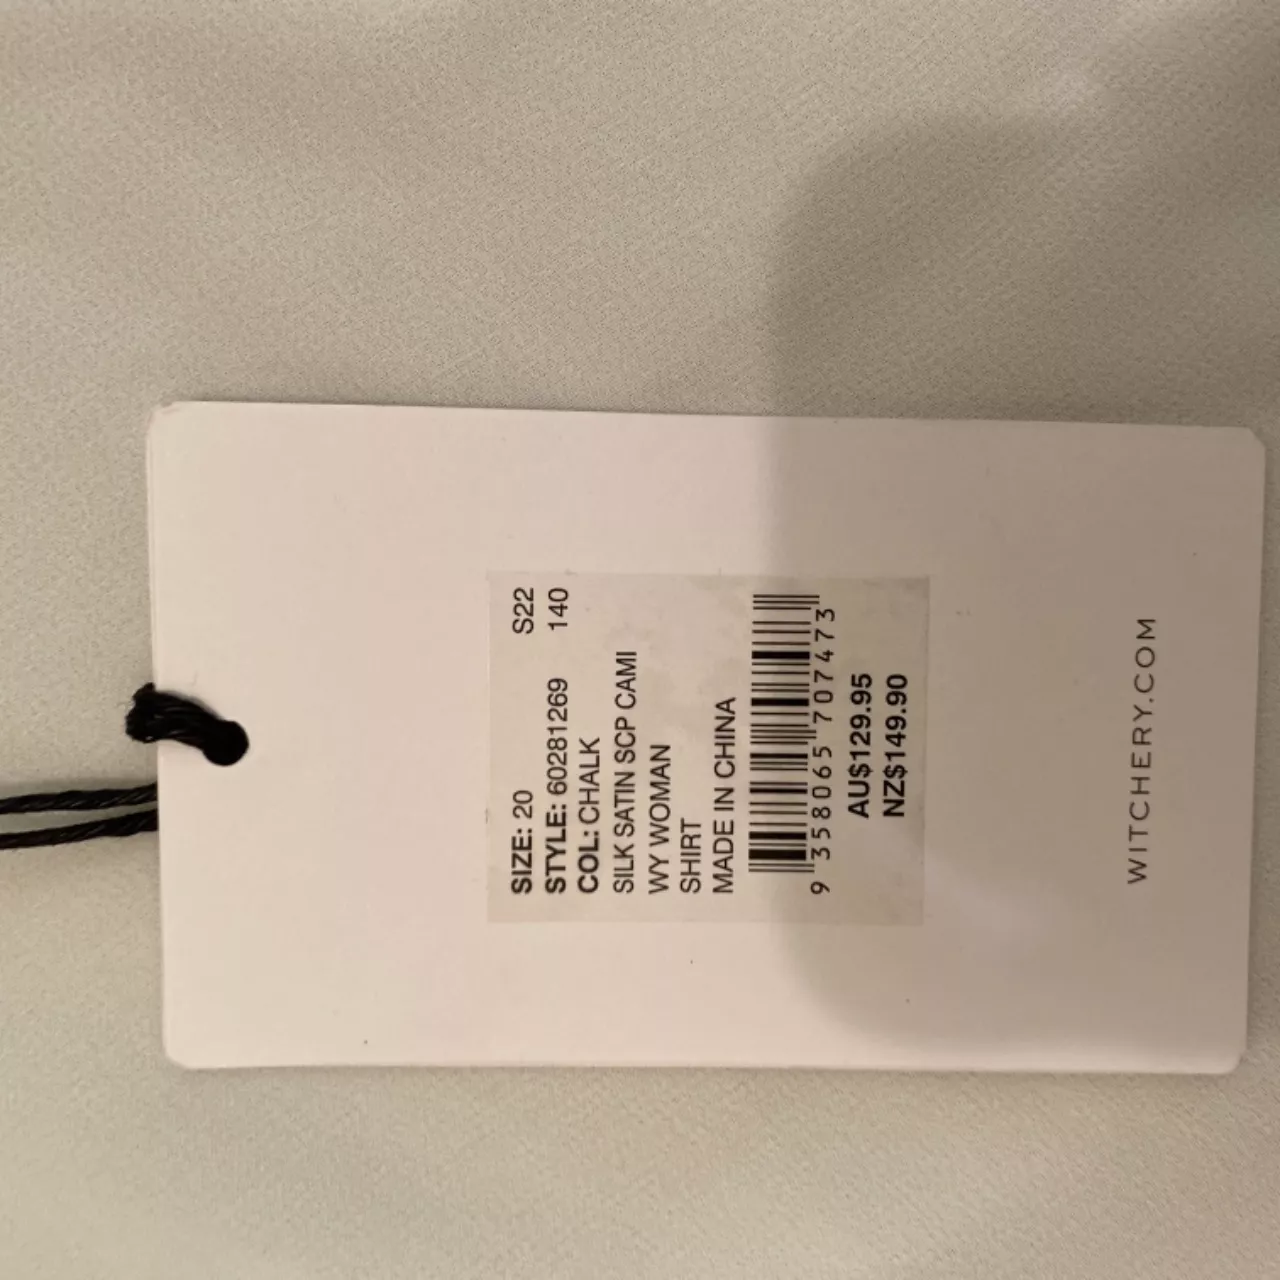 SIZE: 20 S22
STYLE: 60281269 140
COL: CHALK
SILK SATIN SCP CAMI
WY WOMAN
SHIRT
MADE IN CHINA
9 358065 707473
AU$129.95
NZ$149.90
WITCHERY.COM